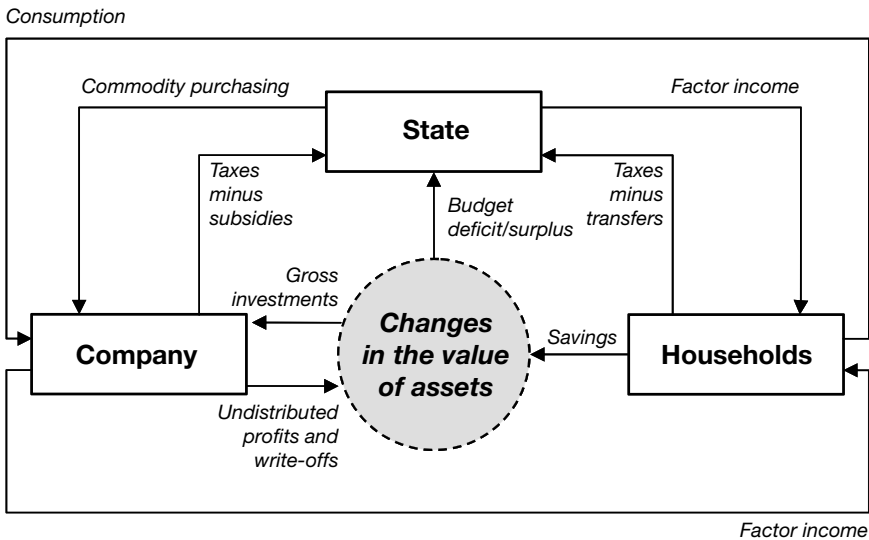 Consumption
Commodity purchasing
Factor income
State
Taxes
minus
subsidies
Taxes
minus
transfers
Budget
deficit/surplus
Gross
investments
Changes
in the value
of assets
Company
Savings
Households
Undistributed
profits and
write-offs
Factor income